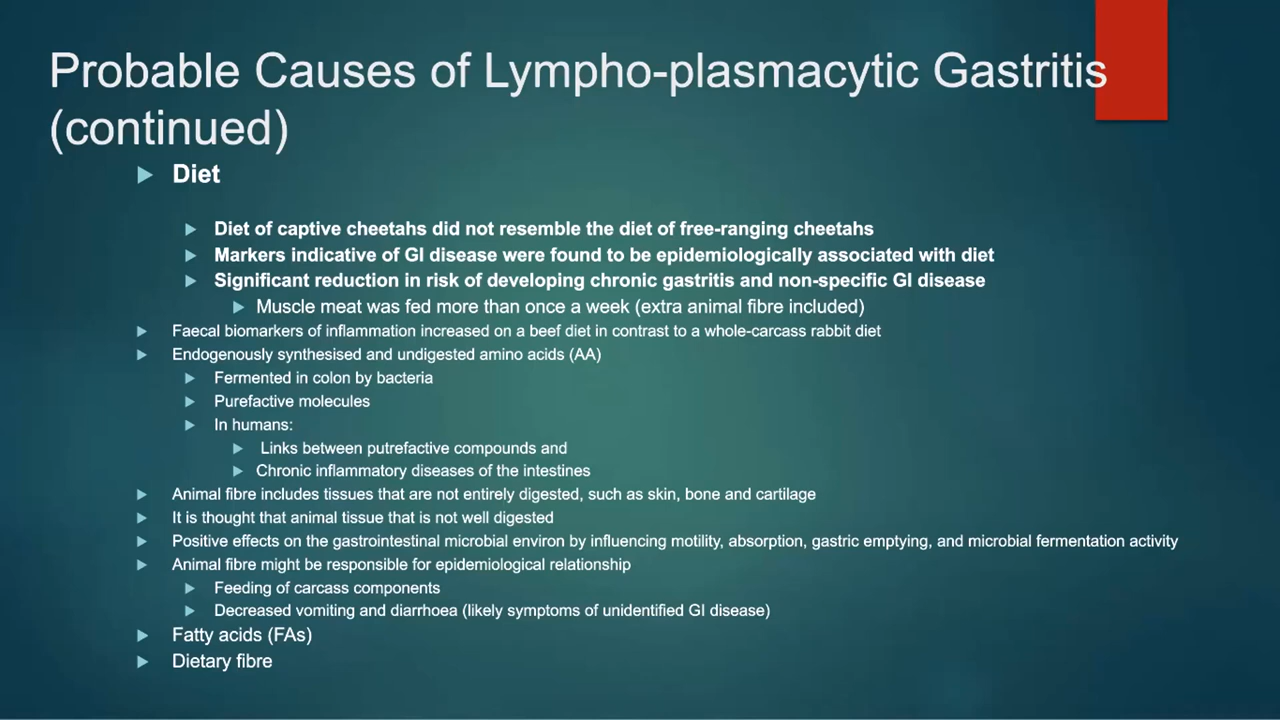 Probable Causes of Lympho-plasmacytic Gastritis
(continued)
Diet
Diet of captive cheetahs did not resemble the diet of free-ranging cheetahs
Markers indicative of GI disease were found to be epidemiologically associated with diet
Significant reduction in risk of developing chronic gastritis and non-specific GI disease
Muscle meat was fed more than once a week (extra animal fibre included)
Faecal biomarkers of inflammation increased on a beef diet in contrast to a whole-carcass rabbit diet
Endogenously synthesised and undigested amino acids (AA)
Fermented in colon by bacteria
Purefactive molecules
In humans:
Links between putrefactive compounds and
Chronic inflammatory diseases of the intestines
Animal fibre includes tissues that are not entirely digested, such as skin, bone and cartilage
It is thought that animal tissue that is not well digested
Positive effects on the gastrointestinal microbial environ by influencing motility, absorption, gastric emptying, and microbial fermentation activity
Animal fibre might be responsible for epidemiological relationship
Feeding of carcass components
Decreased vomiting and diarrhoea (likely symptoms of unidentified GI disease)
Fatty acids (FAs)
Dietary fibre